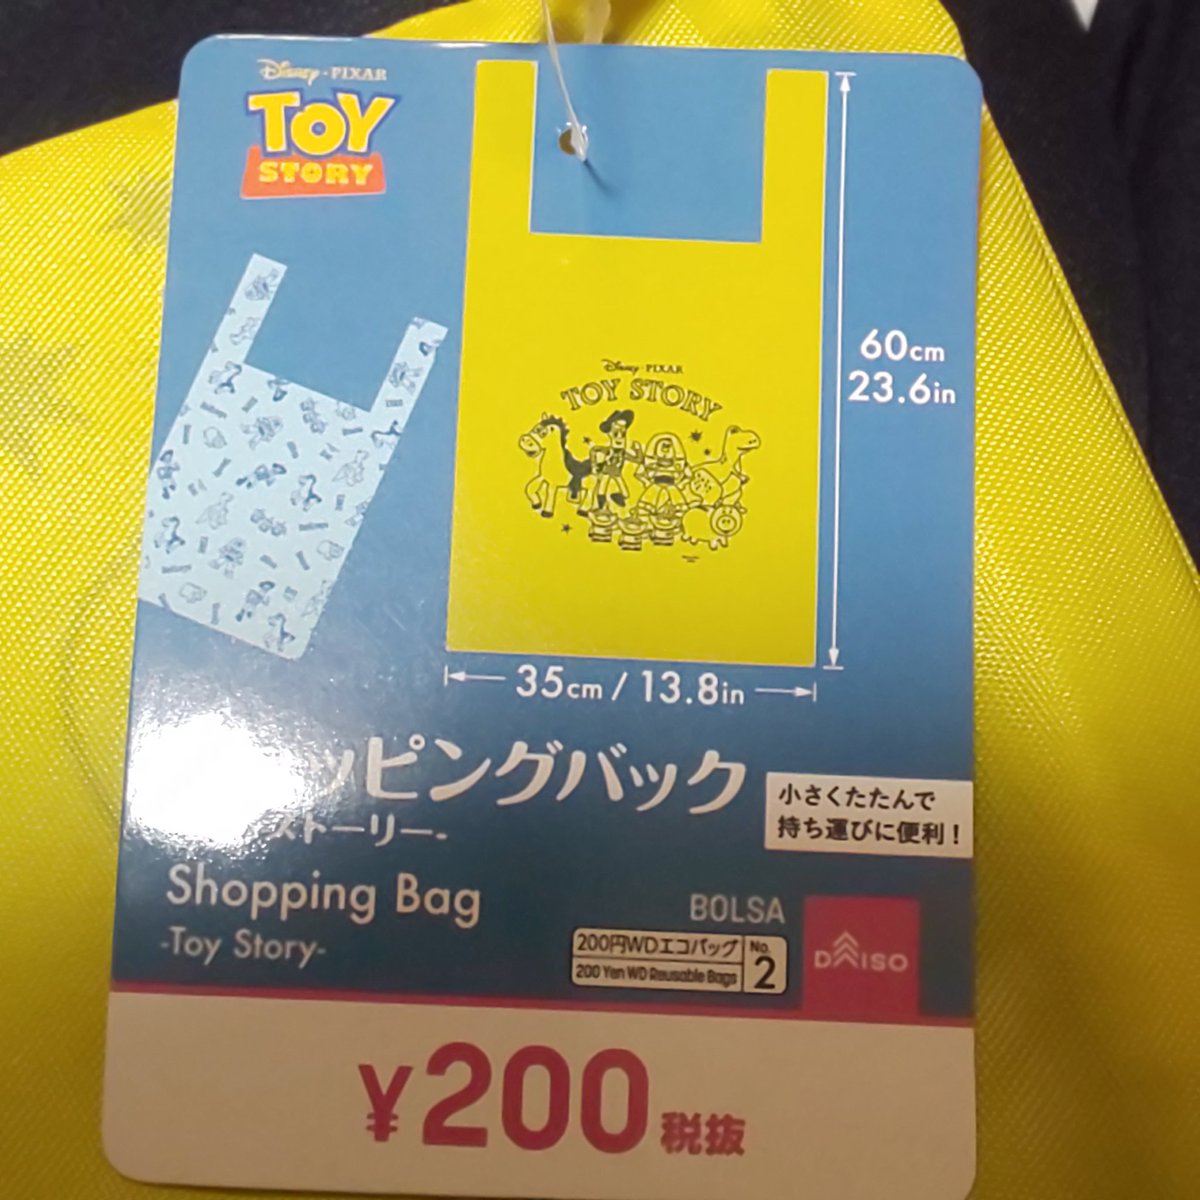 Disney・PIXAR
TOY
STORY
Disney・PIXAR
TOY STORY
60cm
23.6in
35cm / 13.8in
ッピングバック
ストーリー-
小さくたたんで
持ち運びに便利！
Shopping Bag
-Toy Story-
BOLSA
200円WDエコバッグ
200 Yen WD Reusable Bags
No.
2
DAISO
¥200税抜